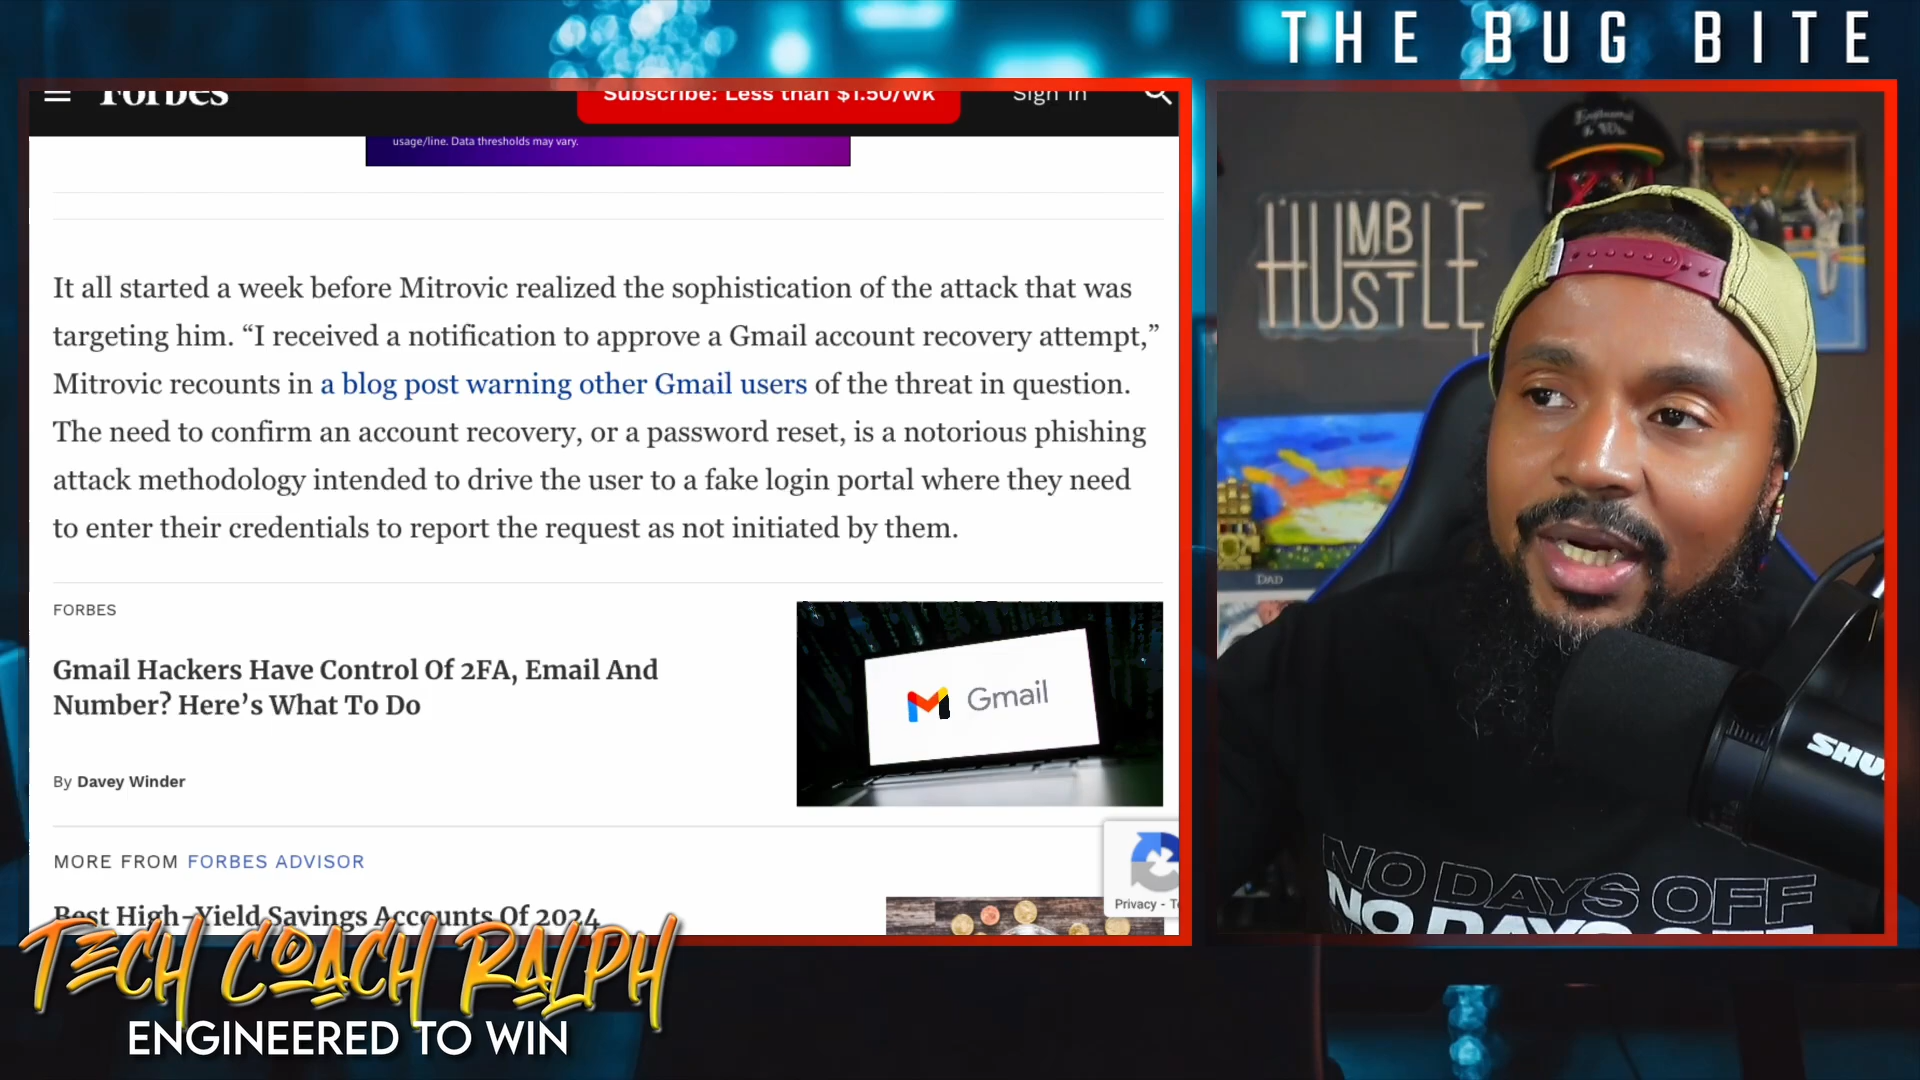 THE BUG BITE
Forbes
Subscribe: Less than $1.50/wk
Sign In
usage/line. Data thresholds may vary.
It all started a week before Mitrovic realized the sophistication of the attack that was
targeting him. “I received a notification to approve a Gmail account recovery attempt,”
Mitrovic recounts in a blog post warning other Gmail users of the threat in question.
The need to confirm an account recovery, or a password reset, is a notorious phishing
attack methodology intended to drive the user to a fake login portal where they need
to enter their credentials to report the request as not initiated by them.
FORBES
Gmail Hackers Have Control Of 2FA, Email And
Number? Here’s What To Do
By Davey Winder
Gmail
MORE FROM FORBES ADVISOR
Best High-Yield Savings Accounts Of 2024
Privacy - Te
HUMBLE
HUSTLE
DAD
SHU
NO DAYS OFF
NO DAYS OFF
TECH COACH RALPH
ENGINEERED TO WIN